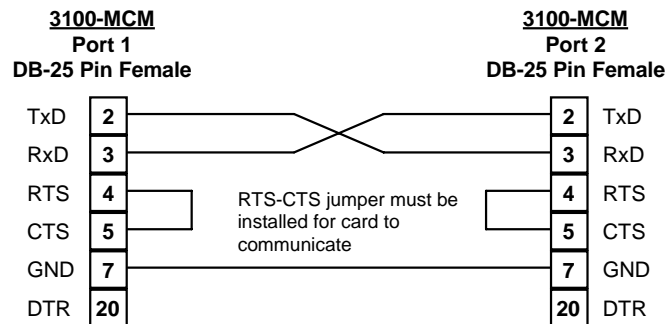 3100-MCM
Port 1
DB-25 Pin Female
3100-MCM
Port 2
DB-25 Pin Female
TxD 2 2 TxD
RxD 3 3 RxD
RTS 4 4 RTS
CTS 5 5 CTS
GND 7 7 GND
DTR 20 20 DTR
RTS-CTS jumper must be
installed for card to
communicate